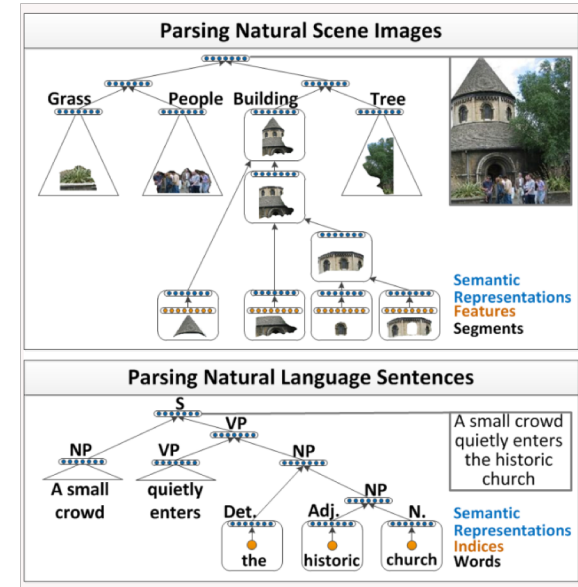 Parsing Natural Scene Images
Grass People Building Tree
Semantic
Representations
Features
Segments
Parsing Natural Language Sentences
S
VP
NP VP NP
A small
crowd
quietly
enters
NP
Det. Adj. N.
the historic church
A small crowd
quietly enters
the historic
church
Semantic
Representations
Indices
Words